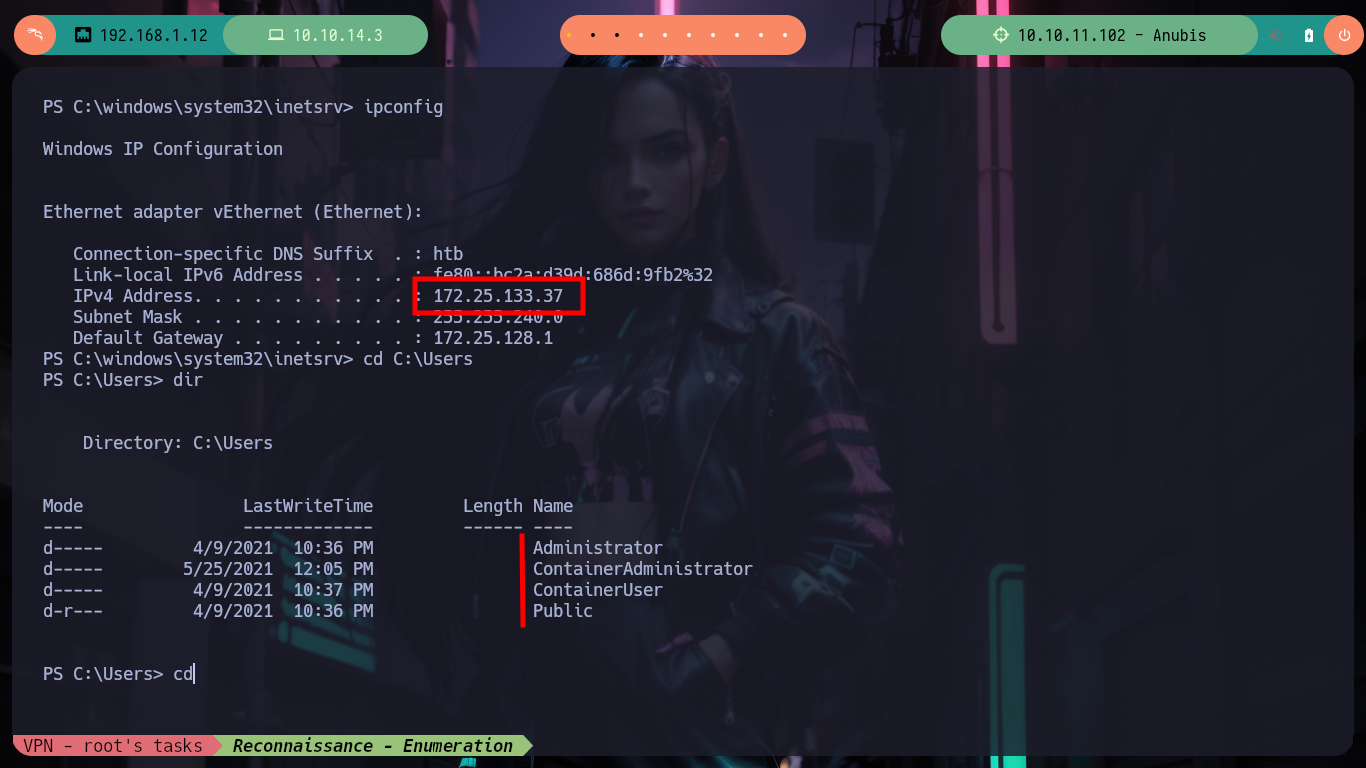 192.168.1.12 10.10.14.3 10.10.11.102 - Anubis
PS C:\windows\system32\inetsrv> ipconfig
Windows IP Configuration
Ethernet adapter vEthernet (Ethernet):
Connection-specific DNS Suffix  . : htb
Link-local IPv6 Address . . . . . : fe80::bc2a:d39d:686d:9fb2%32
IPv4 Address. . . . . . . . . . . : 172.25.133.37
Subnet Mask . . . . . . . . . . . : 255.255.240.0
Default Gateway . . . . . . . . . : 172.25.128.1
PS C:\windows\system32\inetsrv> cd C:\Users
PS C:\Users> dir
Directory: C:\Users
Mode                LastWriteTime         Length Name
----                -------------         ------ ----
d-----         4/9/2021  10:36 PM                Administrator
d-----        5/25/2021  12:05 PM                ContainerAdministrator
d-----         4/9/2021  10:37 PM                ContainerUser
d-r---         4/9/2021  10:36 PM                Public
PS C:\Users> cd
VPN - root's tasks Reconnaissance - Enumeration